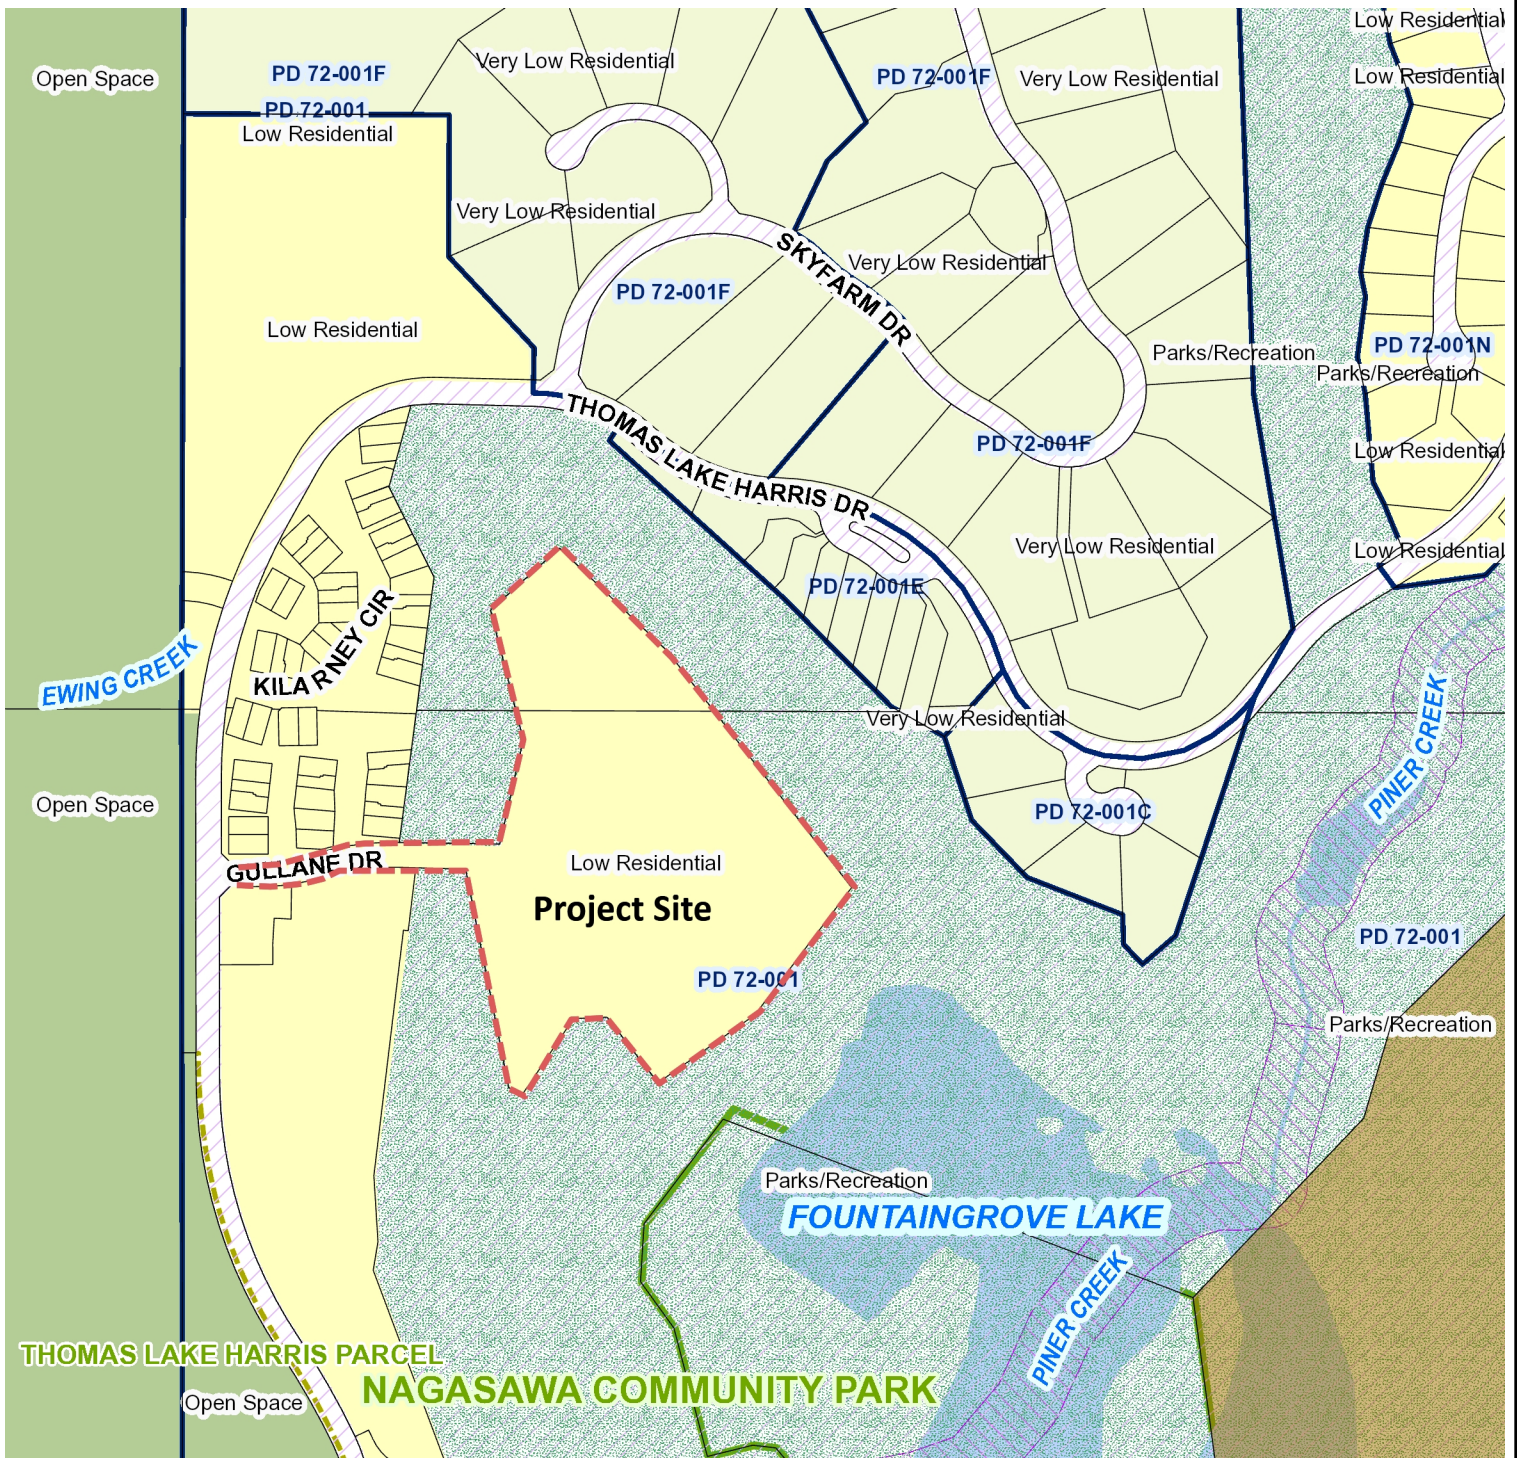 Low Residential
Open Space
PD 72-001F
Very Low Residential
PD 72-001F
Very Low Residential
Low Residential
PD 72-001
Low Residential
Very Low Residential
SKYFARM DR
Very Low Residential
PD 72-001F
Low Residential
Parks/Recreation
PD 72-001N
Parks/Recreation
THOMAS LAKE HARRIS DR
PD 72-001F
Low Residential
Very Low Residential
Low Residential
PD 72-001E
EWING CREEK
KILA RNEY CIR
Very Low Residential
PINER CREEK
Open Space
PD 72-001C
GULLANE DR
Low Residential
Project Site
PD 72-001
PD 72-001
Parks/Recreation
Parks/Recreation
FOUNTAINGROVE LAKE
PINER CREEK
THOMAS LAKE HARRIS PARCEL
NAGASAWA COMMUNITY PARK
Open Space